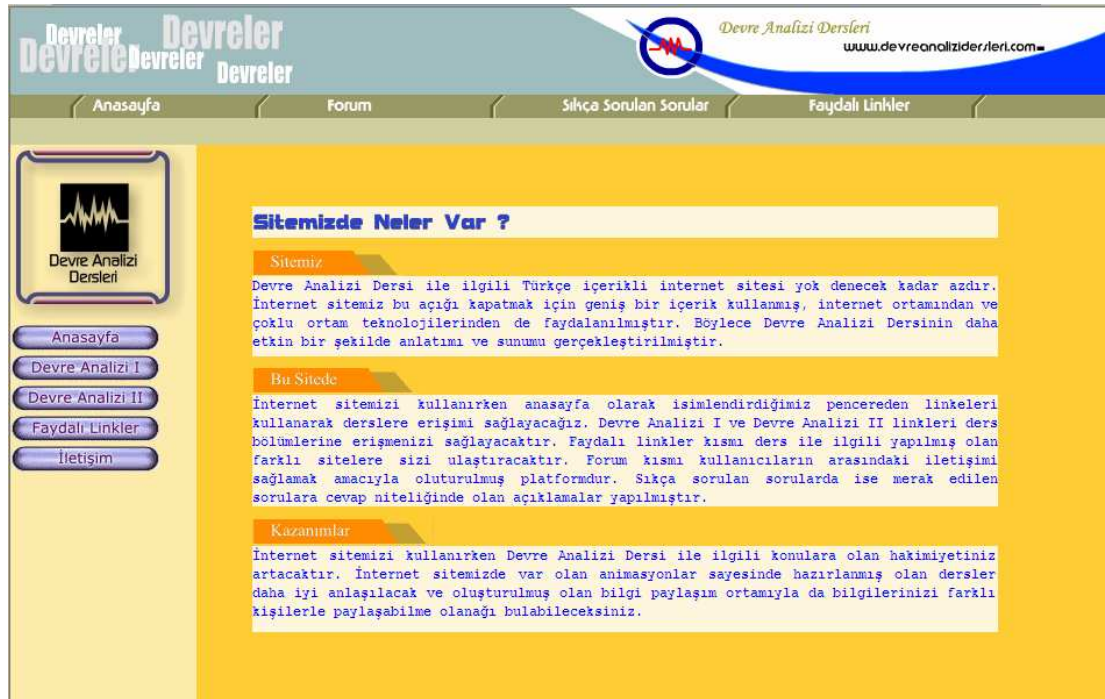 Devreler Devreler
Devreler Devreler Devreler
Devre Analizi Dersleri
www.devreanalizidersleri.com
Anasayfa Forum Sıkça Sorulan Sorular Faydalı Linkler
Devre Analizi
Dersleri
Anasayfa
Devre Analizi I
Devre Analizi II
Faydalı Linkler
İletişim
Sitemizde Neler Var ?
Sitemiz
Devre Analizi Dersi ile ilgili Türkçe içerikli internet sitesi yok denecek kadar azdır.
İnternet sitemiz bu açığı kapatmak için geniş bir içerik kullanmış, internet ortamından ve
çoklu ortam teknolojilerinden de faydalanılmıştır. Böylece Devre Analizi Dersinin daha
etkin bir şekilde anlatımı ve sunumu gerçekleştirilmiştir.
Bu Sitede
İnternet sitemizi kullanırken anasayfa olarak isimlendirdiğimiz pencereden linkeleri
kullanarak derslere erişimi sağlayacağız. Devre Analizi I ve Devre Analizi II linkleri ders
bölümlerine erişmenizi sağlayacaktır. Faydalı linkler kısmı ders ile ilgili yapılmış olan
farklı sitelere sizi ulaştıracaktır. Forum kısmı kullanıcıların arasındaki iletişimi
sağlamak amacıyla oluturulmuş platformdur. Sıkça sorulan sorularda ise merak edilen
sorulara cevap niteliğinde olan açıklamalar yapılmıştır.
Kazanımlar
İnternet sitemizi kullanırken Devre Analizi Dersi ile ilgili konulara olan hakimiyetiniz
artacaktır. İnternet sitemizde var olan animasyonlar sayesinde hazırlanmış olan dersler
daha iyi anlaşılacak ve oluşturulmuş olan bilgi paylaşım ortamıyla da bilgilerinizi farklı
kişilerle paylaşabilme olanağı bulabileceksiniz.